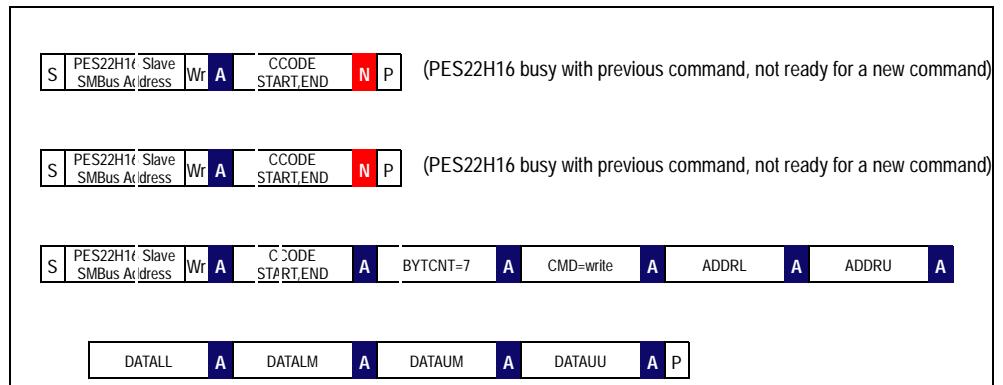 S PES22H16 Slave SMBus Address Wr A CCODE START,END N P (PES22H16 busy with previous command, not ready for a new command)
S PES22H16 Slave SMBus Address Wr A CCODE START,END N P (PES22H16 busy with previous command, not ready for a new command)
S PES22H16 Slave SMBus Address Wr A CCODE START,END A BYTCNT=7 A CMD=write A ADDRL A ADDRU A
DATALL A DATALM A DATAUM A DATAUU A P